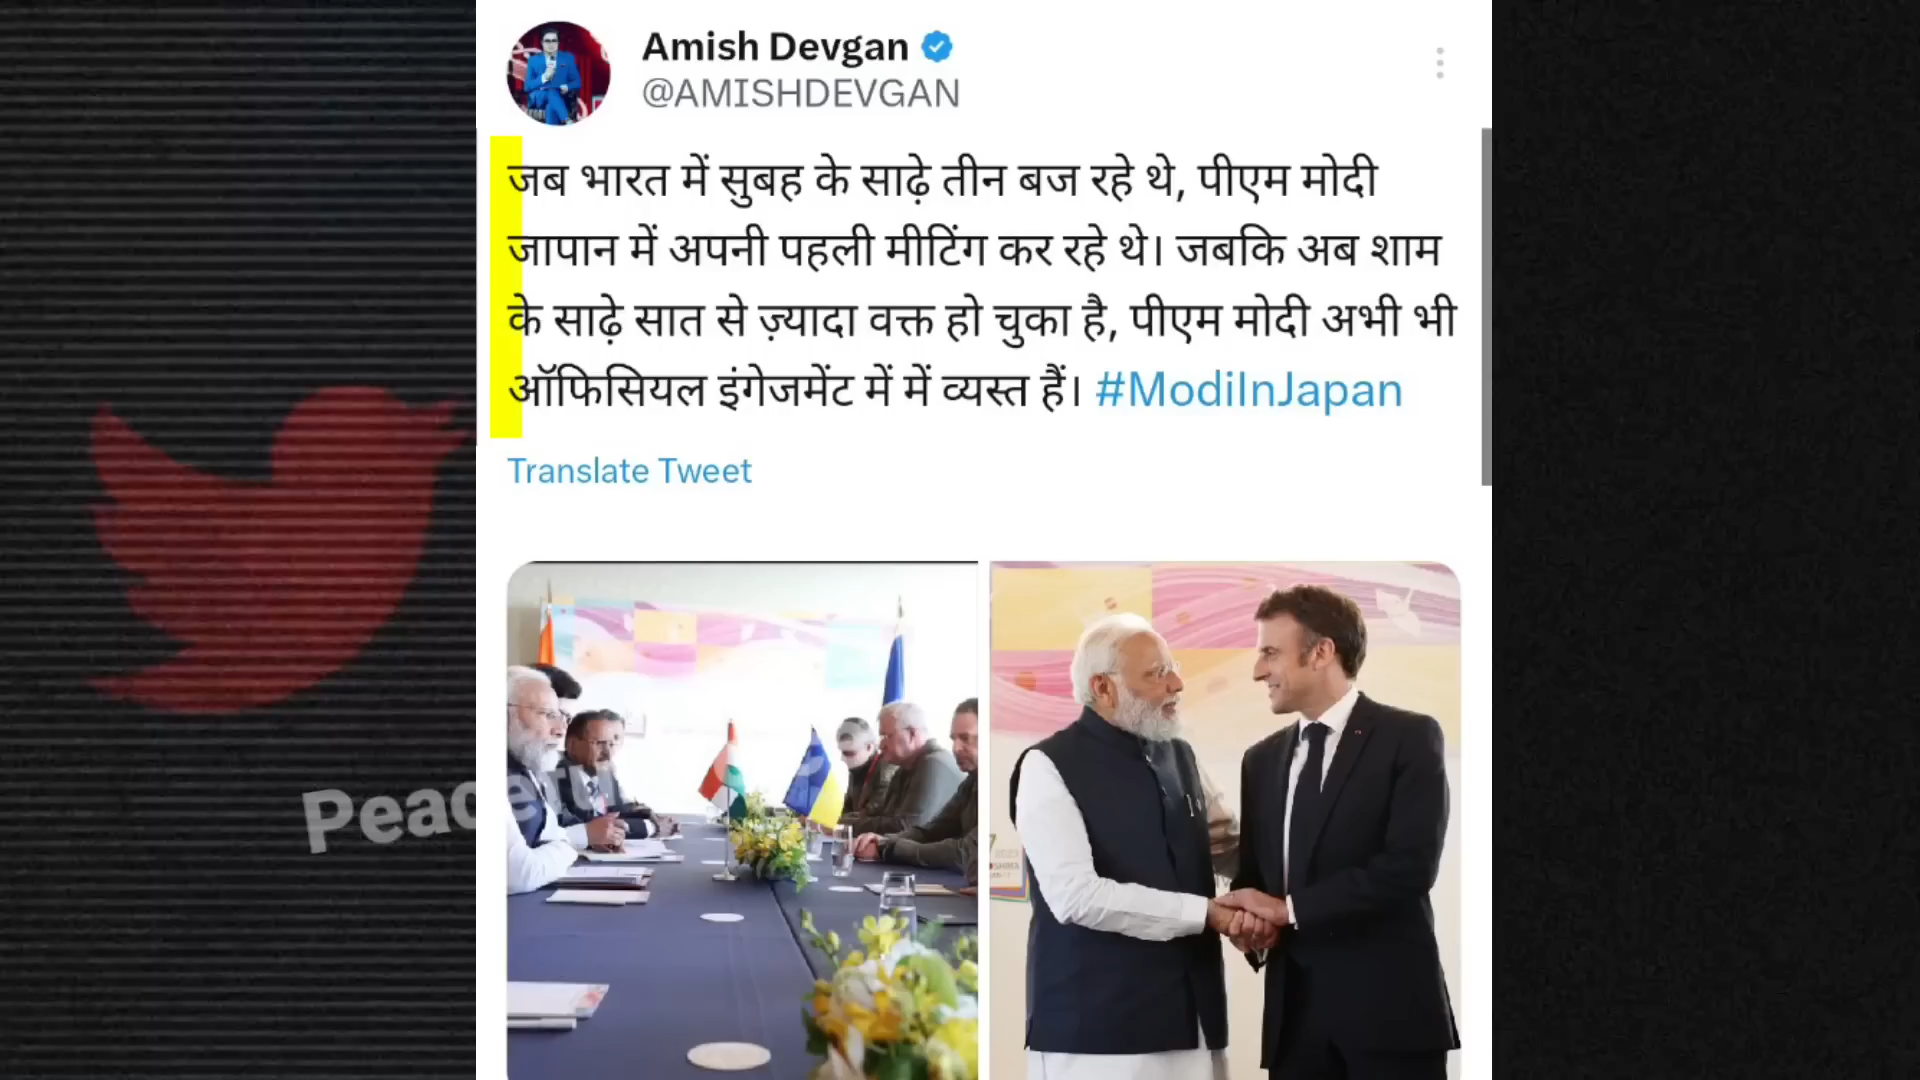 Amish Devgan
@AMISHDEVGAN
जब भारत में सुबह के साढ़े तीन बज रहे थे, पीएम मोदी
जापान में अपनी पहली मीटिंग कर रहे थे। जबकि अब शाम
के साढ़े सात से ज़्यादा वक्त हो चुका है, पीएम मोदी अभी भी
ऑफिसियल इंगेजमेंट में में व्यस्त हैं। #ModiInJapan
Translate Tweet